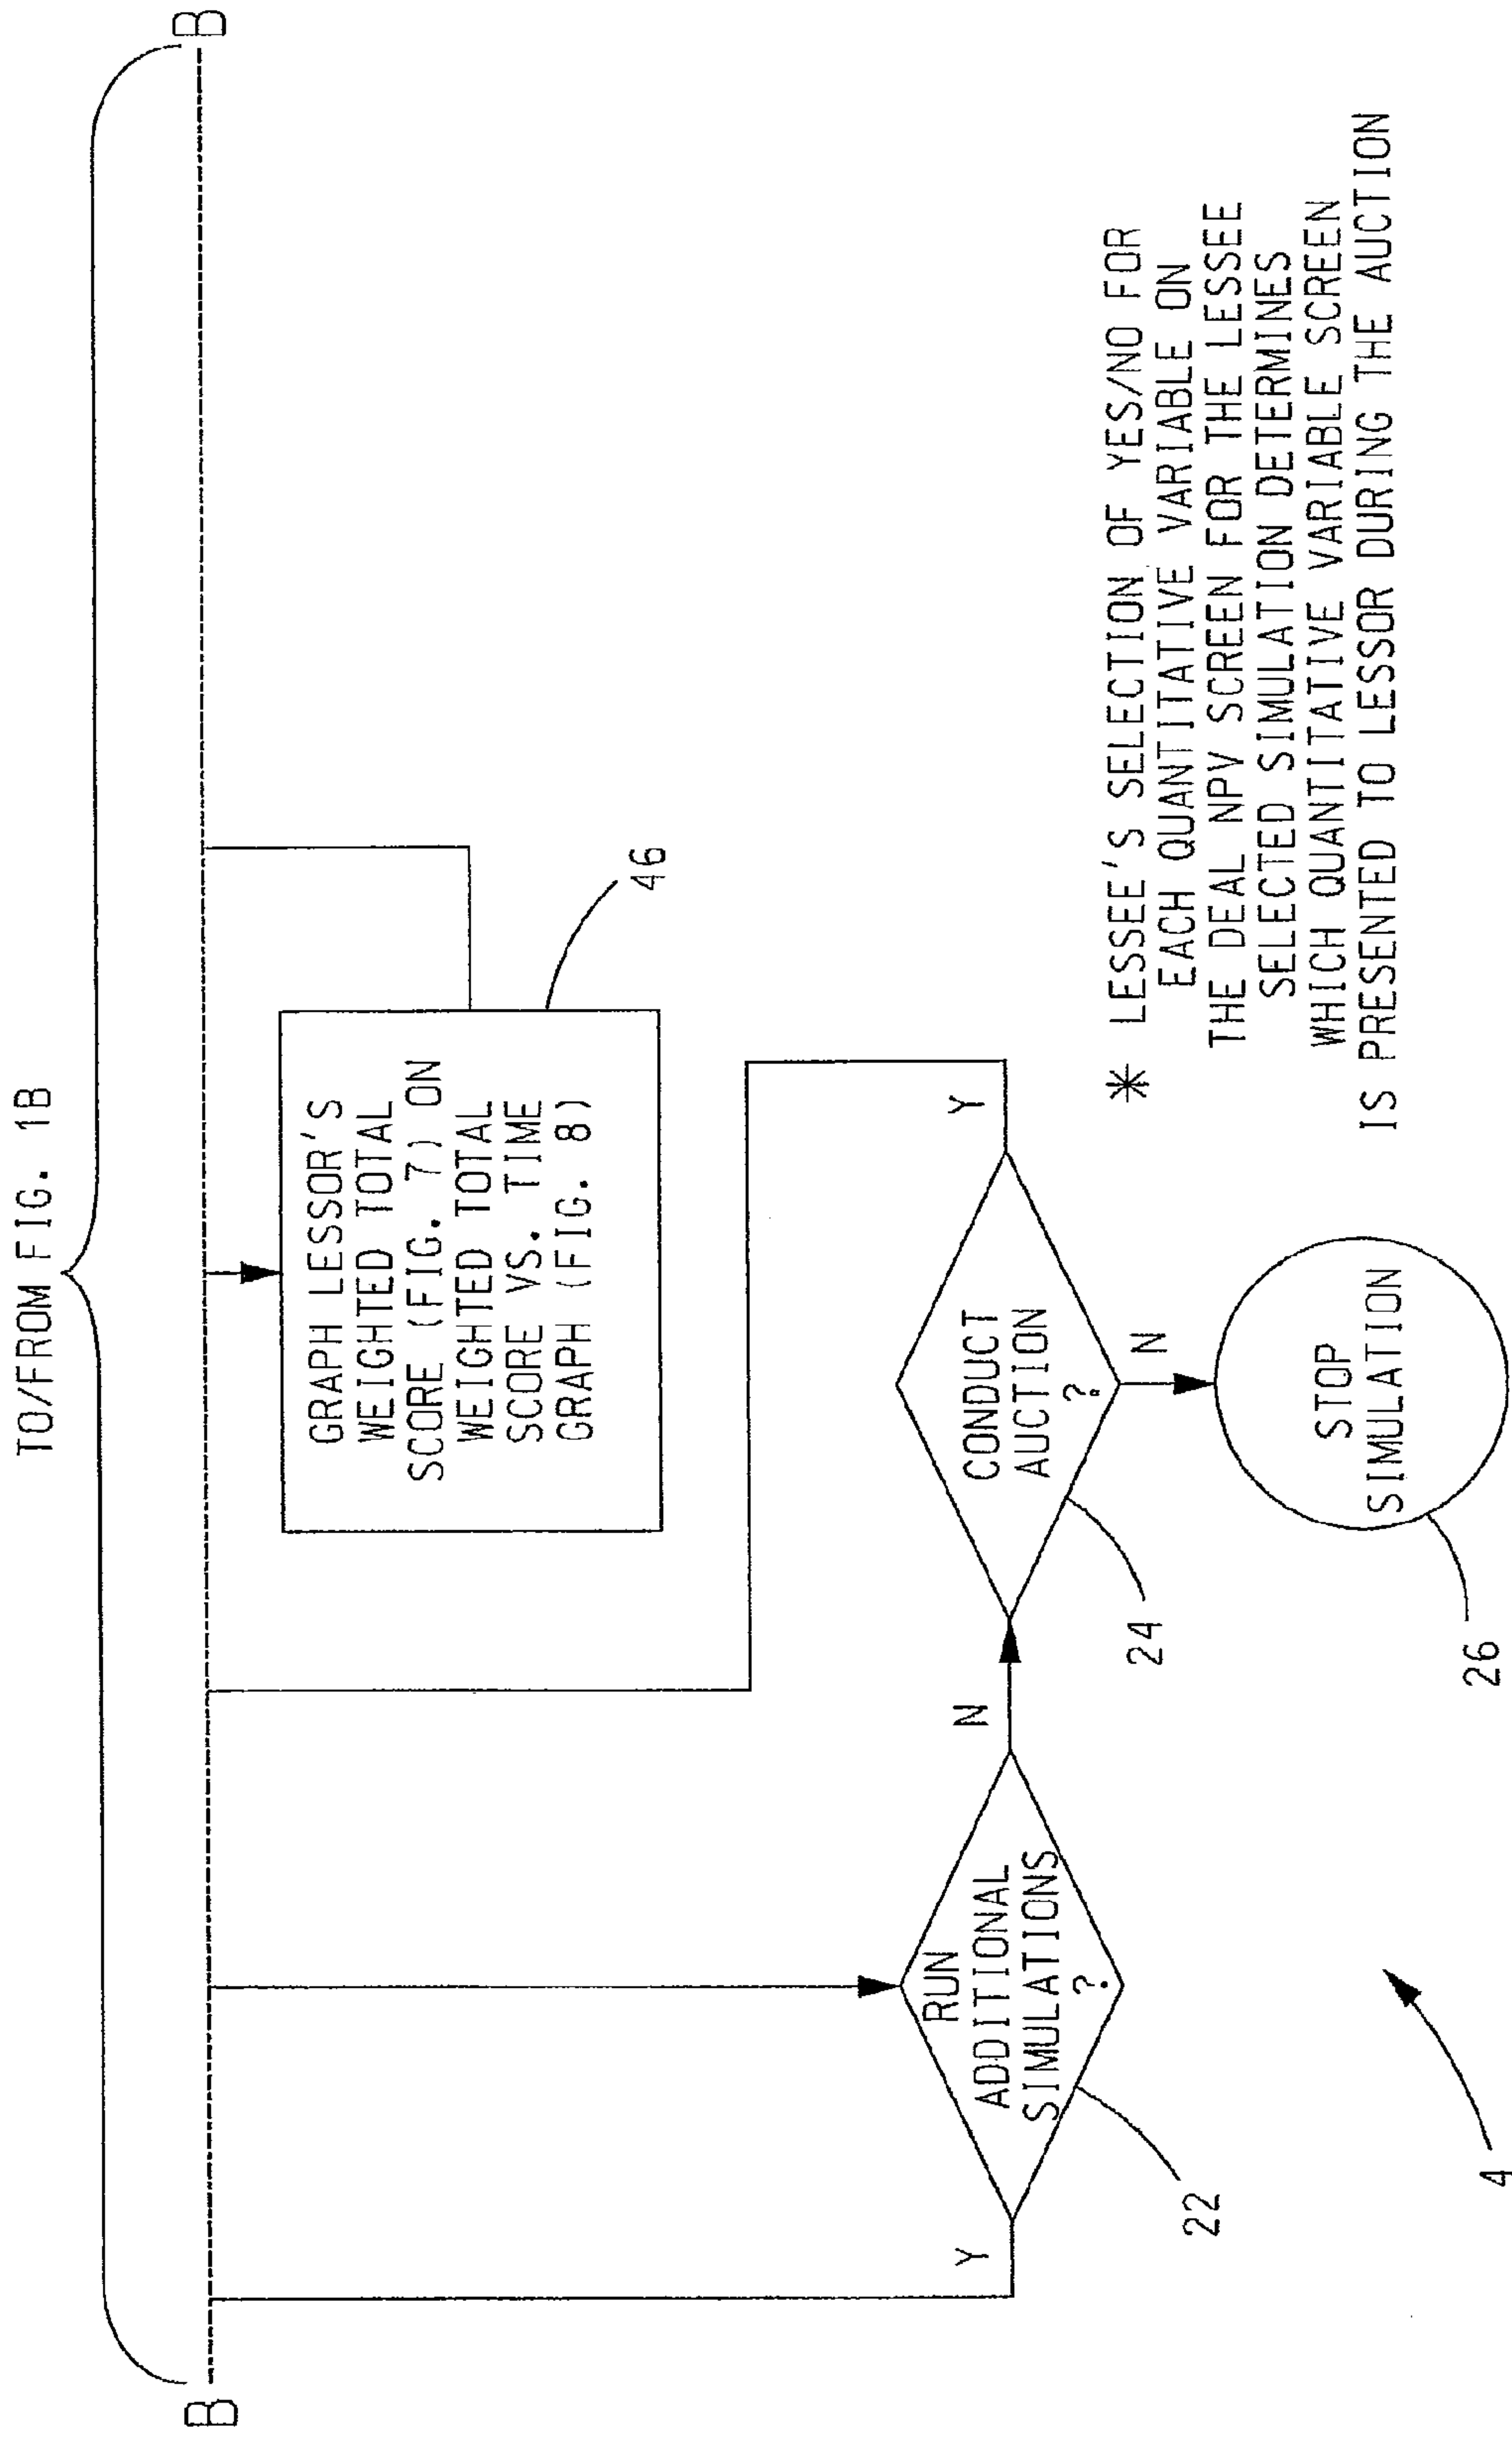 TO/FROM FIG. 1B
B
B
GRAPH LESSOR'S
WEIGHTED TOTAL
SCORE (FIG. 7) ON
WEIGHTED TOTAL
SCORE VS. TIME
GRAPH (FIG. 8)
46
Y
RUN
ADDITIONAL
SIMULATIONS
?
22
N
CONDUCT
AUCTION
?
24
Y
N
STOP
SIMULATION
26
* LESSEE'S SELECTION OF YES/NO FOR
EACH QUANTITATIVE VARIABLE ON
THE DEAL NPV SCREEN FOR THE LESSEE
SELECTED SIMULATION DETERMINES
WHICH QUANTITATIVE VARIABLE SCREEN
IS PRESENTED TO LESSOR DURING THE AUCTION
4